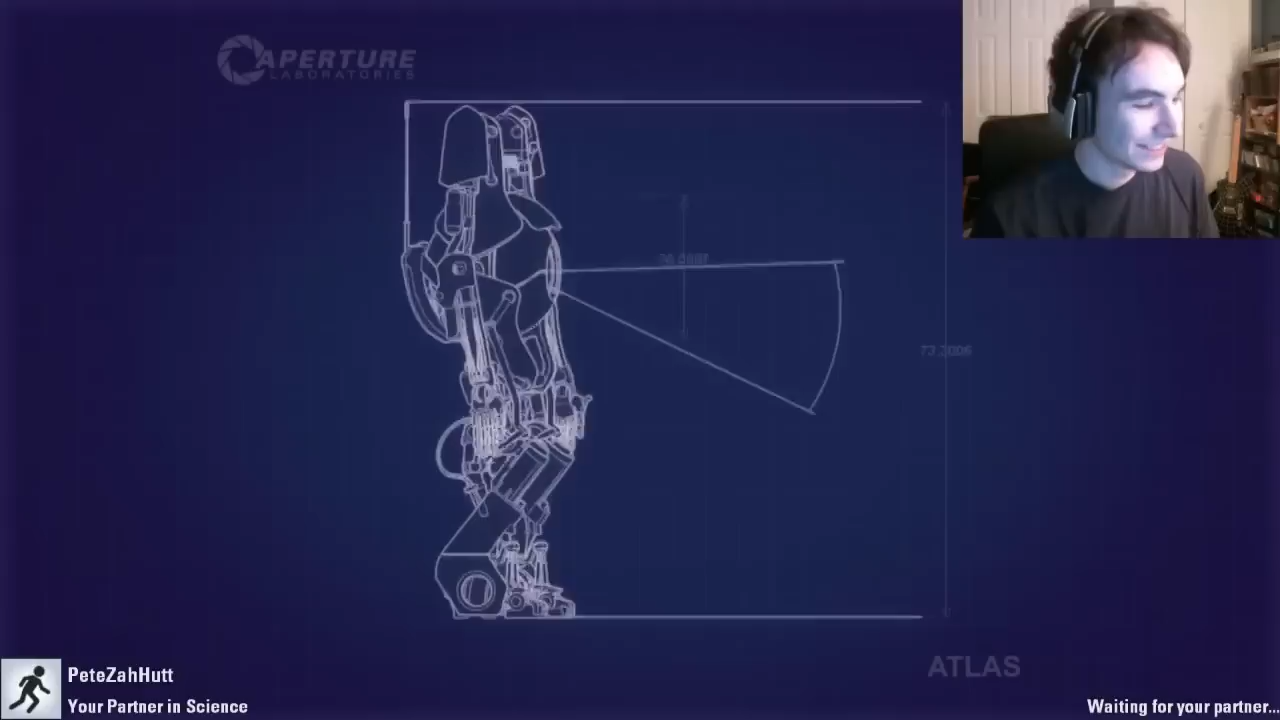 APERTURE
LABORATORIES
ATLAS
PeteZahHutt
Your Partner in Science
Waiting for your partner...